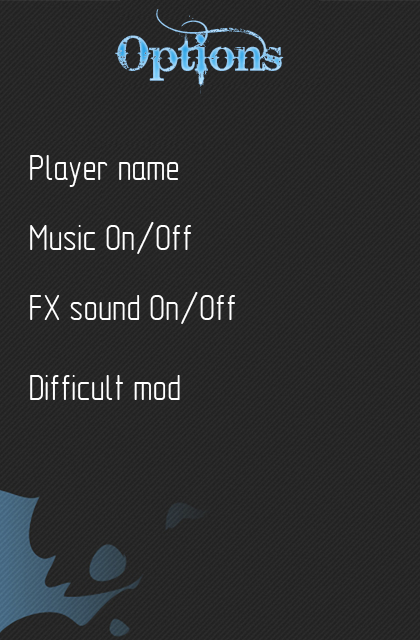 Options
Player name
Music On/Off
FX sound On/Off
Difficult mod